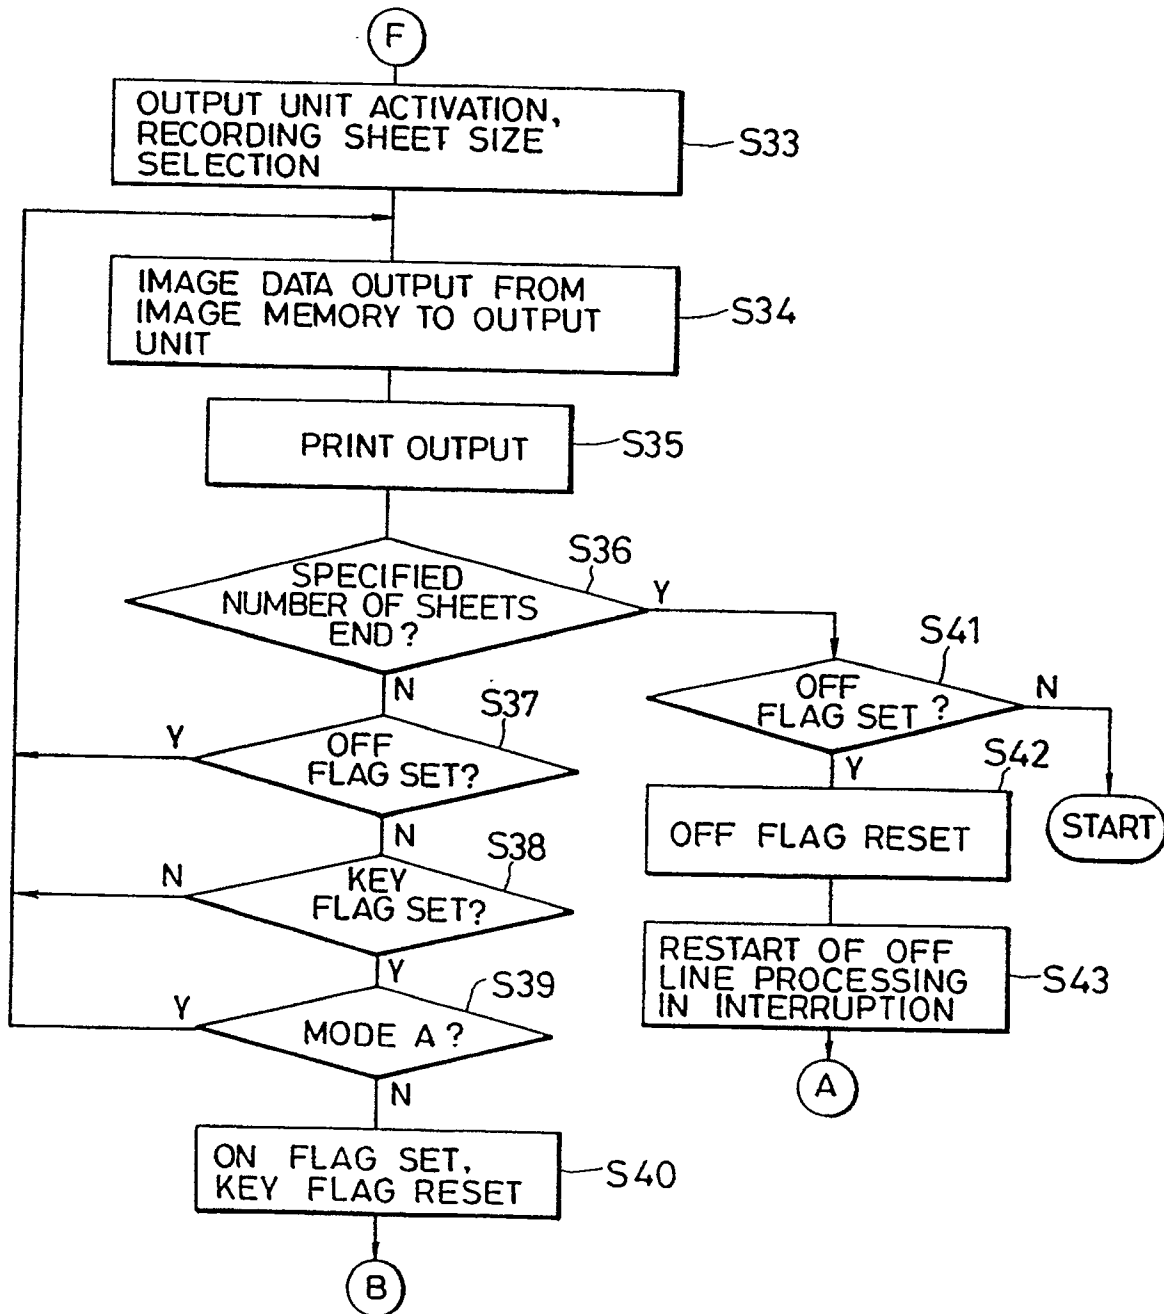 F
OUTPUT UNIT ACTIVATION,
RECORDING SHEET SIZE
SELECTION
S33
IMAGE DATA OUTPUT FROM
IMAGE MEMORY TO OUTPUT
UNIT
S34
PRINT OUTPUT
S35
SPECIFIED
NUMBER OF SHEETS
END?
S36
Y
N
OFF
FLAG SET?
S37
Y
N
KEY
FLAG SET?
S38
N
Y
MODE A?
S39
Y
N
ON FLAG SET,
KEY FLAG RESET
S40
B
OFF
FLAG SET?
S41
N
Y
START
OFF FLAG RESET
S42
RESTART OF OFF
LINE PROCESSING
IN INTERRUPTION
S43
A